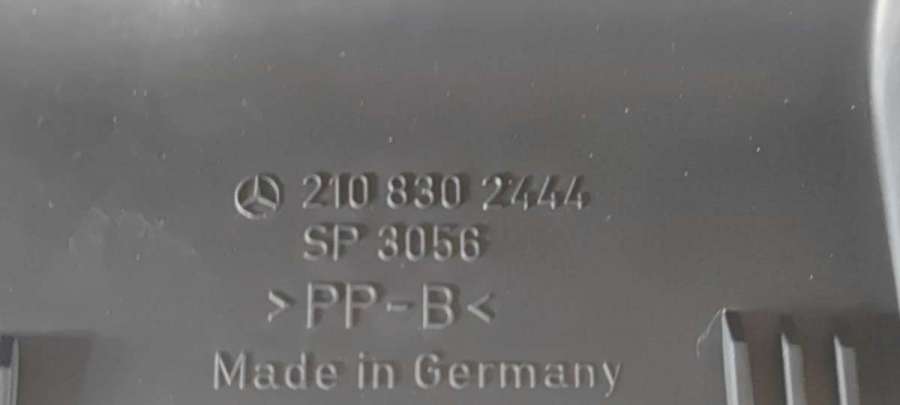 210 830 2444
SP 3056
>PP-B<
Made in Germany